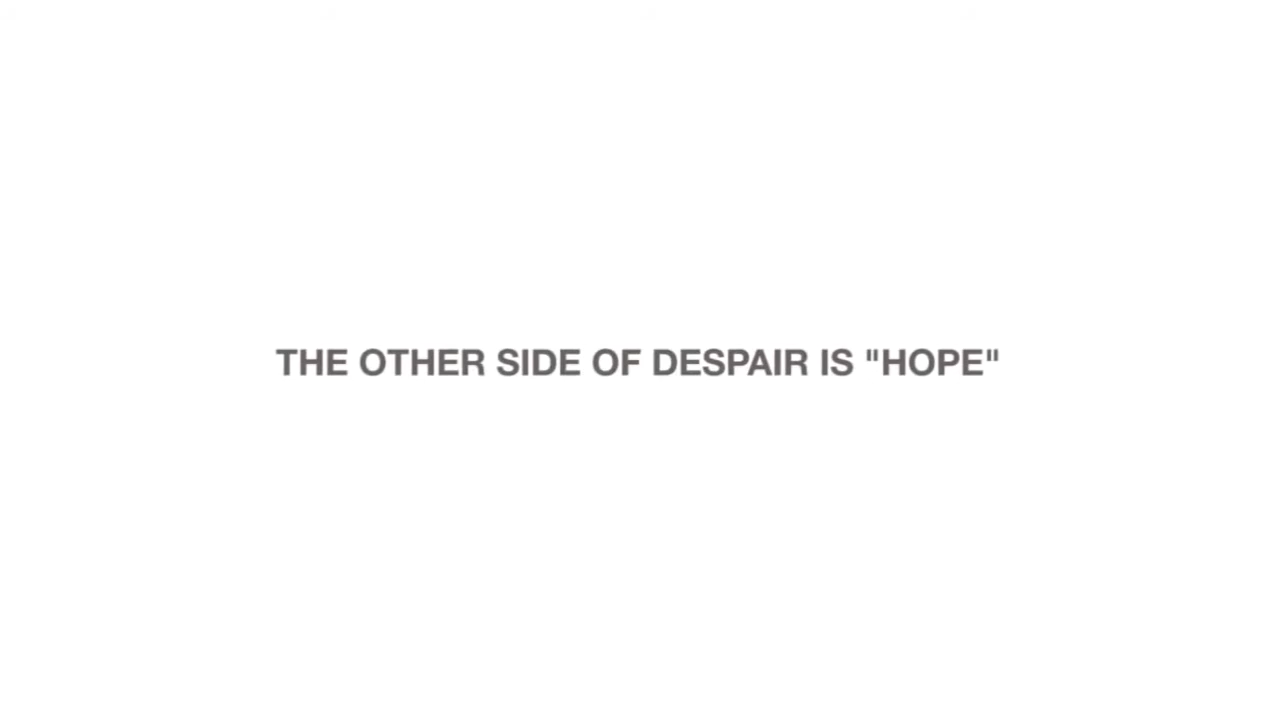 THE OTHER SIDE OF DESPAIR IS "HOPE"